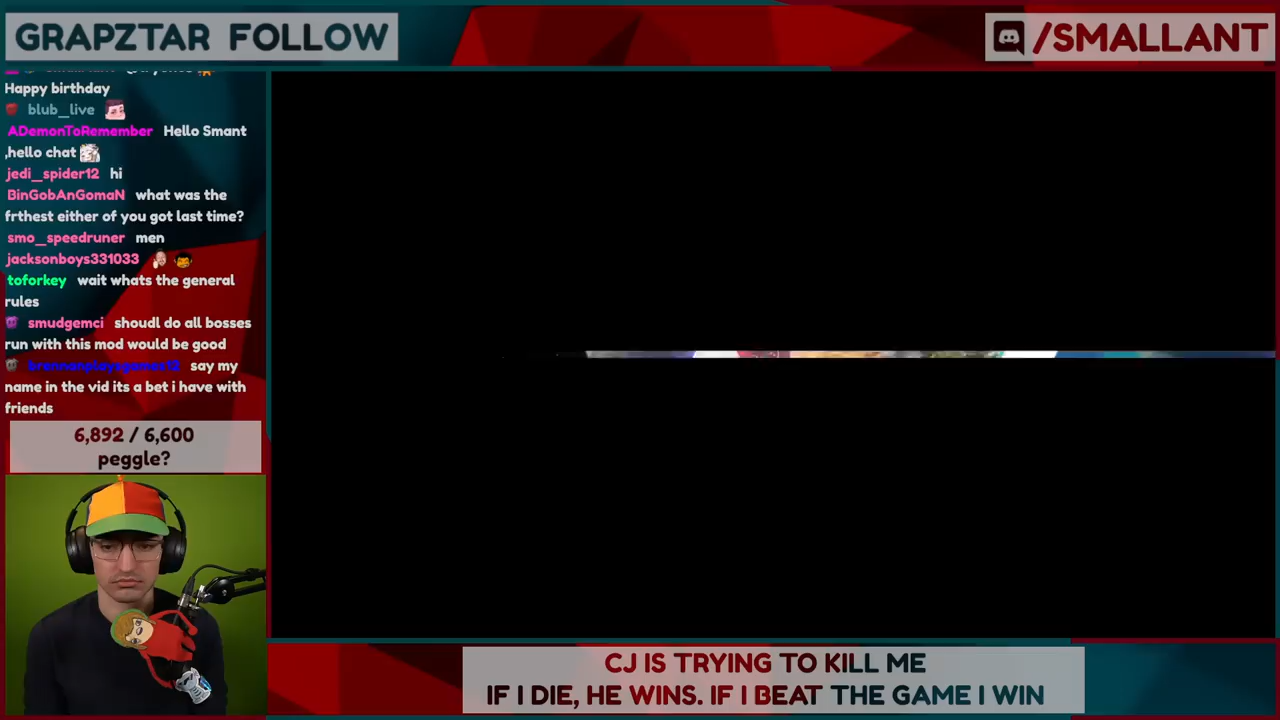 GRAPZTAR FOLLOW
/SMALLANT
Happy birthday
blub_live
ADemonToRemember Hello Smant
,hello chat
jedi_spider12 hi
BinGobAnGomaN what was the
frthest either of you got last time?
smo_speedruner men
jacksonboys331033
toforkey wait whats the general
rules
smudgemci shoudl do all bosses
run with this mod would be good
brennonplaysgames12 say my
name in the vid its a bet i have with
friends
6,892 / 6,600
peggle?
CJ IS TRYING TO KILL ME
IF I DIE, HE WINS. IF I BEAT THE GAME I WIN